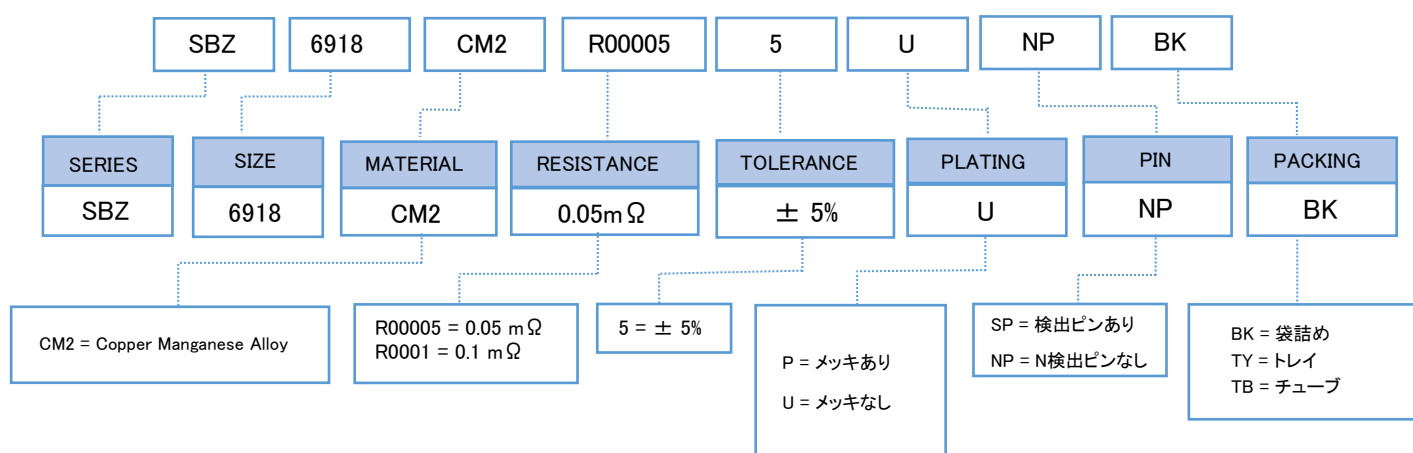 SBZ 6918 CM2 R00005 5 U NP BK
SERIES SIZE MATERIAL RESISTANCE TOLERANCE PLATING PIN PACKING
SBZ 6918 CM2 0.05mΩ ± 5% U NP BK
CM2 = Copper Manganese Alloy
R00005 = 0.05 mΩ
R0001 = 0.1 mΩ
5 = ± 5%
P = メッキあり
U = メッキなし
SP = 検出ピンあり
NP = N検出ピンなし
BK = 袋詰め
TY = トレイ
TB = チューブ